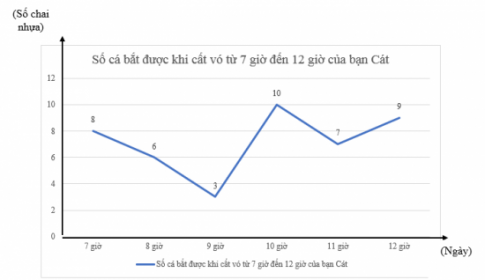 (Số chai
nhựa)
Số cá bắt được khi cất vó từ 7 giờ đến 12 giờ của bạn Cát
12
10
8
6
4
2
0
8
6
3
10
7
9
7 giờ
8 giờ
9 giờ
10 giờ
11 giờ
12 giờ
(Ngày)
Số cá bắt được khi cất vó từ 7 giờ đến 12 giờ của bạn Cát